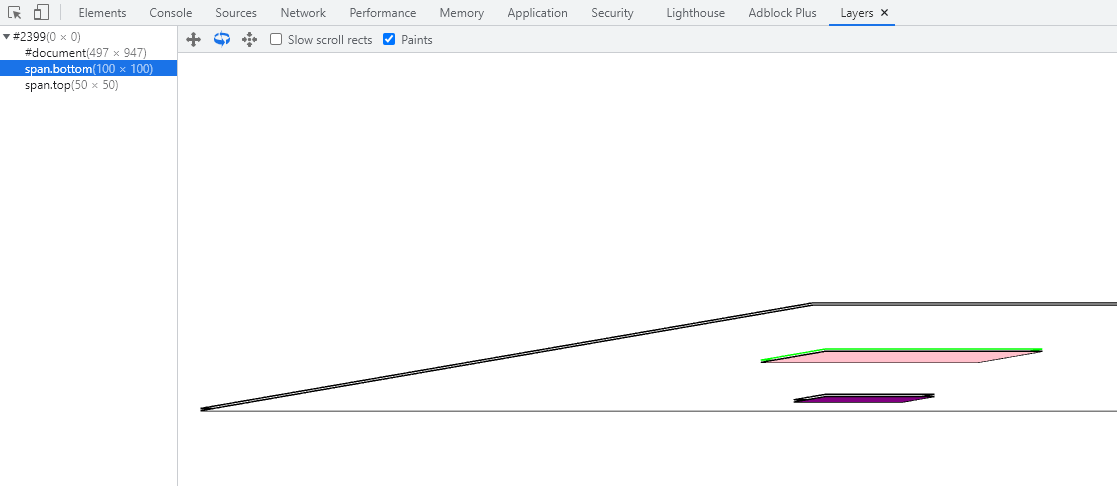 Elements Console Sources Network Performance Memory Application Security Lighthouse Adblock Plus Layers
#2399(0 × 0)
Slow scroll rects Paints
#document(497 × 947)
span.bottom(100 × 100)
span.top(50 × 50)